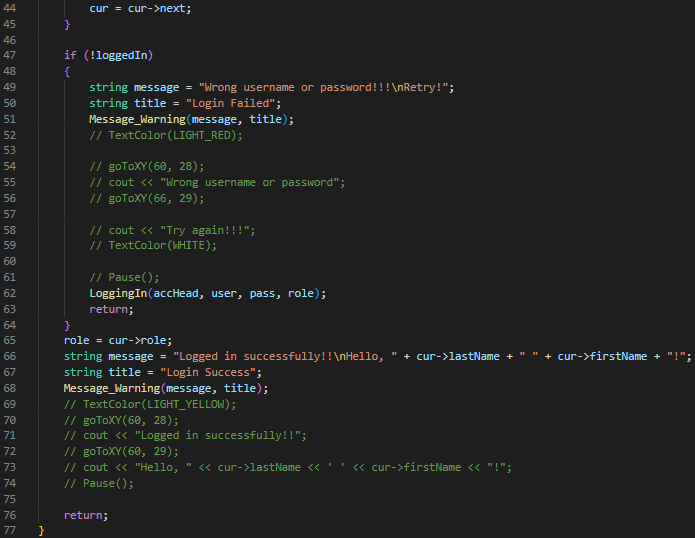 44 cur = cur->next;
45 }
46
47 if (!loggedIn)
48 {
49 string message = "Wrong username or password!!!\nRetry!";
50 string title = "Login Failed";
51 Message_Warning(message, title);
52 // TextColor(LIGHT_RED);
53
54 // goToXY(60, 28);
55 // cout << "Wrong username or password";
56 // goToXY(66, 29);
57
58 // cout << "Try again!!!";
59 // TextColor(WHITE);
60
61 // Pause();
62 LoggingIn(accHead, user, pass, role);
63 return;
64 }
65 role = cur->role;
66 string message = "Logged in successfully!!\nHello, " + cur->lastName + " " + cur->firstName + "!";
67 string title = "Login Success";
68 Message_Warning(message, title);
69 // TextColor(LIGHT_YELLOW);
70 // goToXY(60, 28);
71 // cout << "Logged in successfully!!";
72 // goToXY(60, 29);
73 // cout << "Hello, " << cur->lastName << ' ' << cur->firstName << "!";
74 // Pause();
75
76 return;
77 }